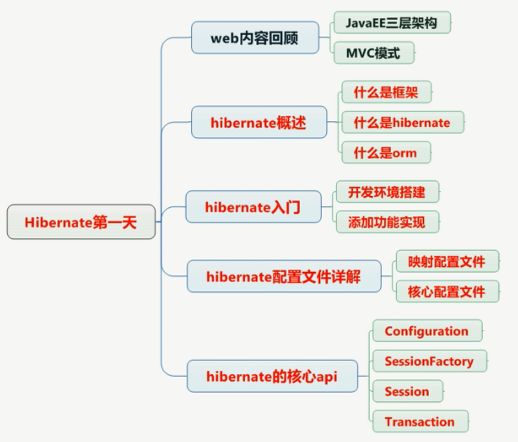 Hibernate第一天
web内容回顾
JavaEE三层架构
MVC模式
hibernate概述
什么是框架
什么是hibernate
什么是orm
hibernate入门
开发环境搭建
添加功能实现
hibernate配置文件详解
映射配置文件
核心配置文件
hibernate的核心api
Configuration
SessionFactory
Session
Transaction